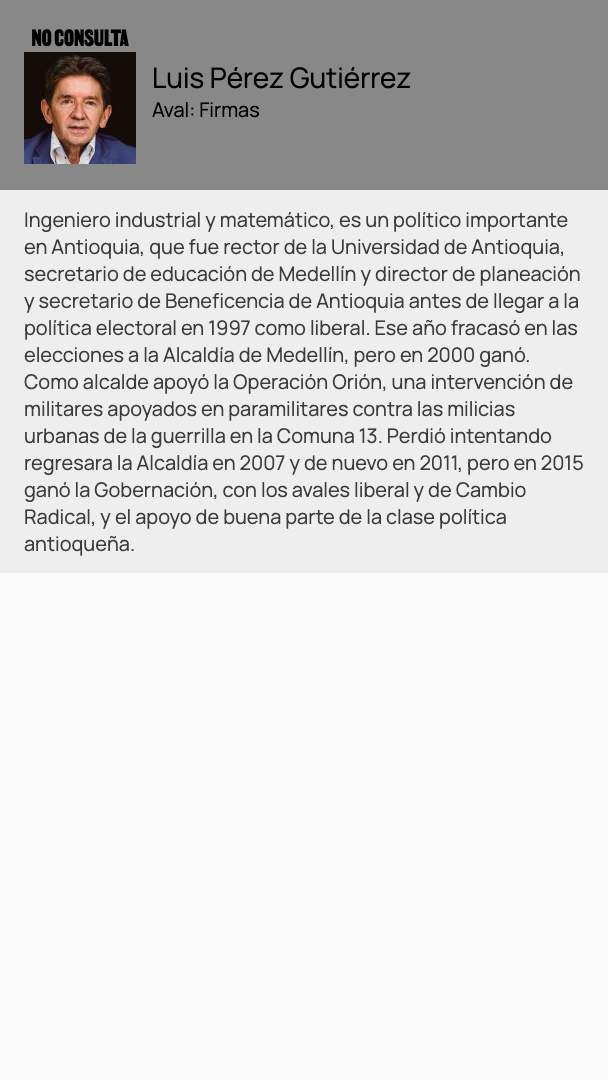 NO CONSULTA
Luis Pérez Gutiérrez
Aval: Firmas
Ingeniero industrial y matemático, es un político importante
en Antioquia, que fue rector de la Universidad de Antioquia,
secretario de educación de Medellín y director de planeación
y secretario de Beneficencia de Antioquia antes de llegar a la
política electoral en 1997 como liberal. Ese año fracasó en las
elecciones a la Alcaldía de Medellín, pero en 2000 ganó.
Como alcalde apoyó la Operación Orión, una intervención de
militares apoyados en paramilitares contra las milicias
urbanas de la guerrilla en la Comuna 13. Perdió intentando
regresara la Alcaldía en 2007 y de nuevo en 2011, pero en 2015
ganó la Gobernación, con los avales liberal y de Cambio
Radical, y el apoyo de buena parte de la clase política
antioqueña.